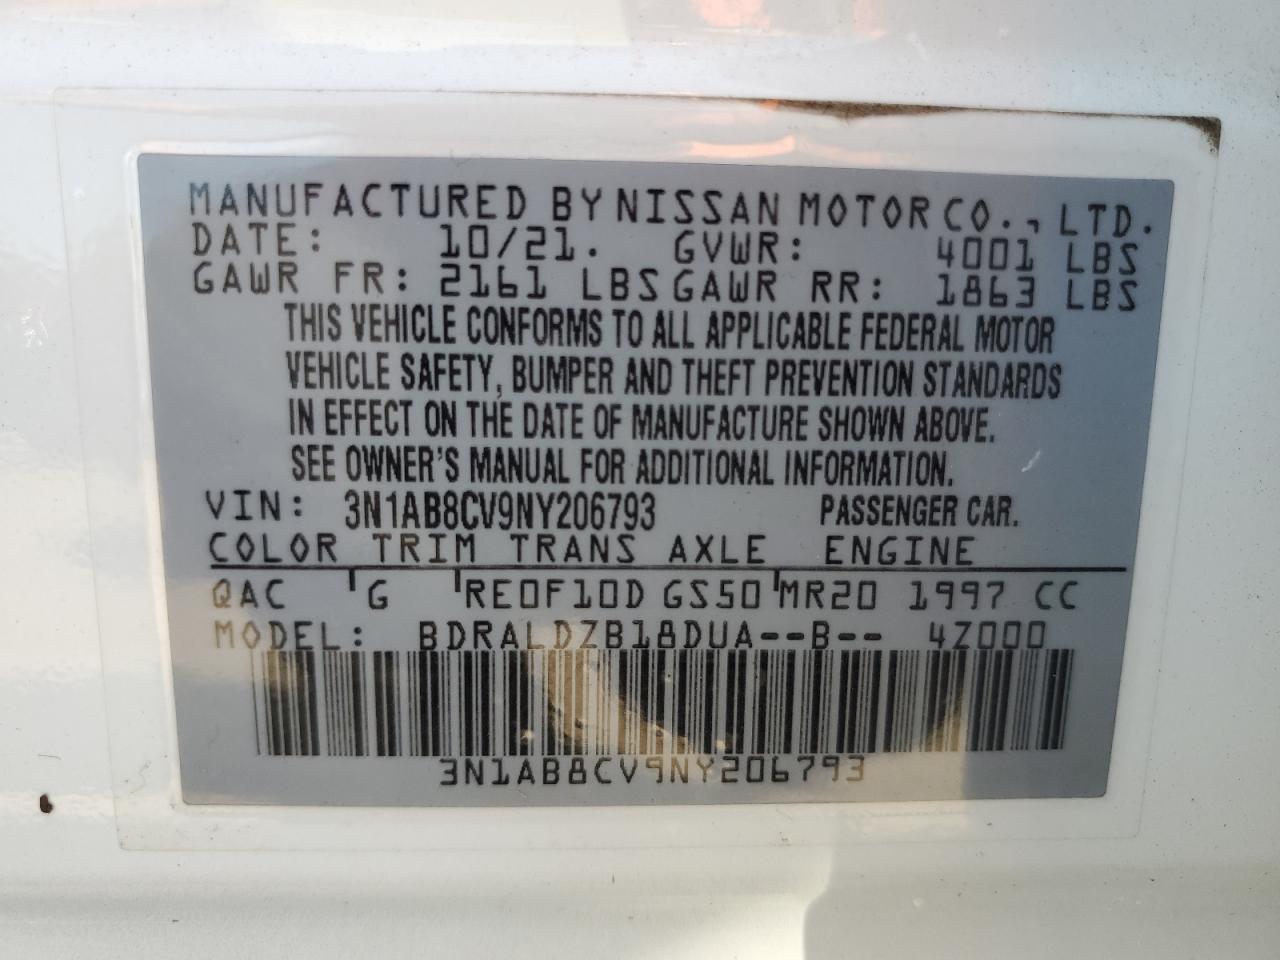 MANUFACTURED BY NISSAN MOTOR CO., LTD.
DATE: 10/21. GVWR: 4001 LBS
GAWR FR: 2161 LBS GAWR RR: 1863 LBS
THIS VEHICLE CONFORMS TO ALL APPLICABLE FEDERAL MOTOR
VEHICLE SAFETY, BUMPER AND THEFT PREVENTION STANDARDS
IN EFFECT ON THE DATE OF MANUFACTURE SHOWN ABOVE.
SEE OWNER'S MANUAL FOR ADDITIONAL INFORMATION.
VIN: 3N1AB8CV9NY206793 PASSENGER CAR.
COLOR TRIM TRANS AXLE ENGINE
QAC G RE0F10D GS50 MR20 1997 CC
MODEL: BDRALDZB18DUA--B-- 4Z000
3N1AB8CV9NY206793